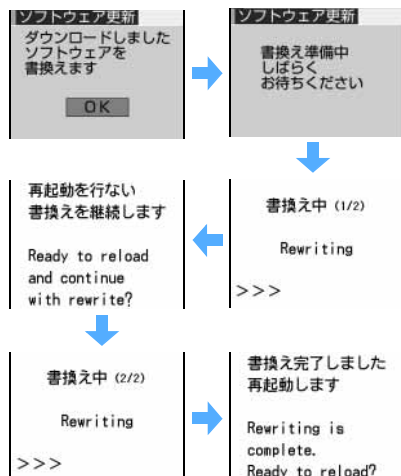 ソフトウェア更新
ダウンロードしました
ソフトウェアを
書換えます
OK
ソフトウェア更新
書換え準備中
しばらく
お待ちください
書換え中 (1/2)
Rewriting
>>>
再起動を行ない
書換えを継続します
Ready to reload
and continue
with rewrite?
書換え中 (2/2)
Rewriting
>>>
書換え完了しました
再起動します
Rewriting is
complete.
Ready to reload?